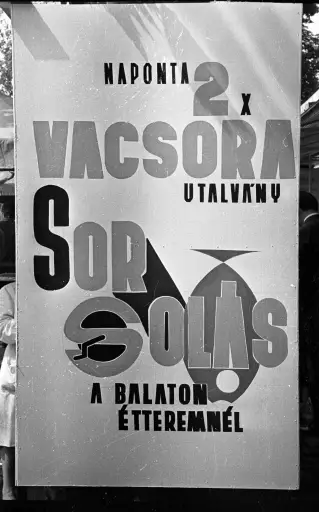 NAPONTA 2 X
VACSORA
UTALVÁNY
SOR
SOLÁS
A BALATON
ÉTTEREMNÉL